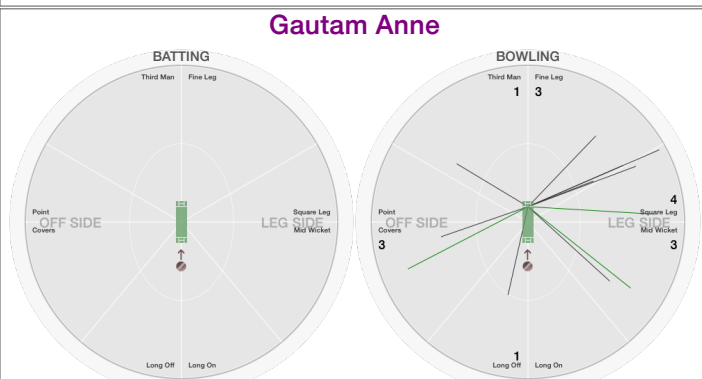 Gautam Anne
BATTING
Third Man Fine Leg
Point
OFF SIDE
Covers
Square Leg
LEG SIDE
Mid Wicket
Long Off Long On
BOWLING
Third Man Fine Leg
1 3
4
Point Square Leg
OFF SIDE LEG SIDE
Covers Mid Wicket
3 3
1
Long Off Long On